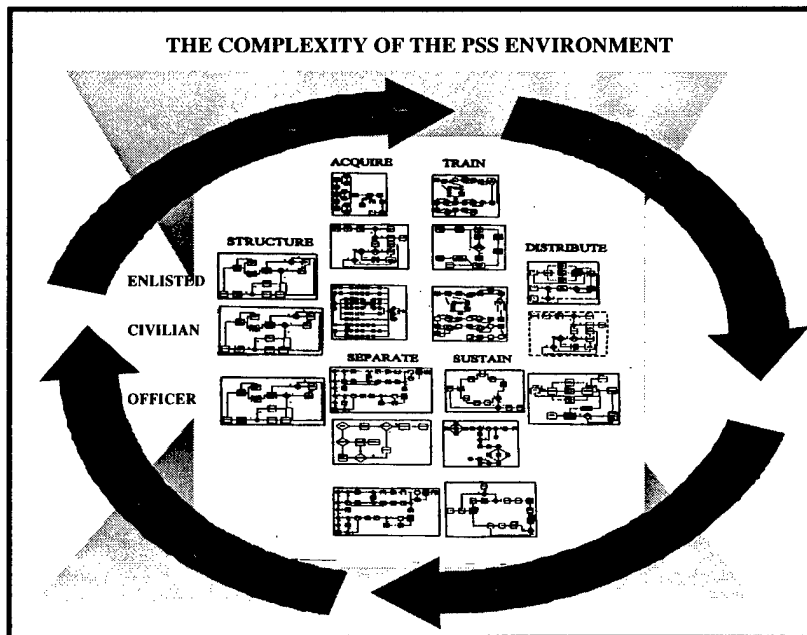 THE COMPLEXITY OF THE PSS ENVIRONMENT
ACQUIRE TRAIN
STRUCTURE DISTRIBUTE
ENLISTED
CIVILIAN
SEPARATE SUSTAIN
OFFICER